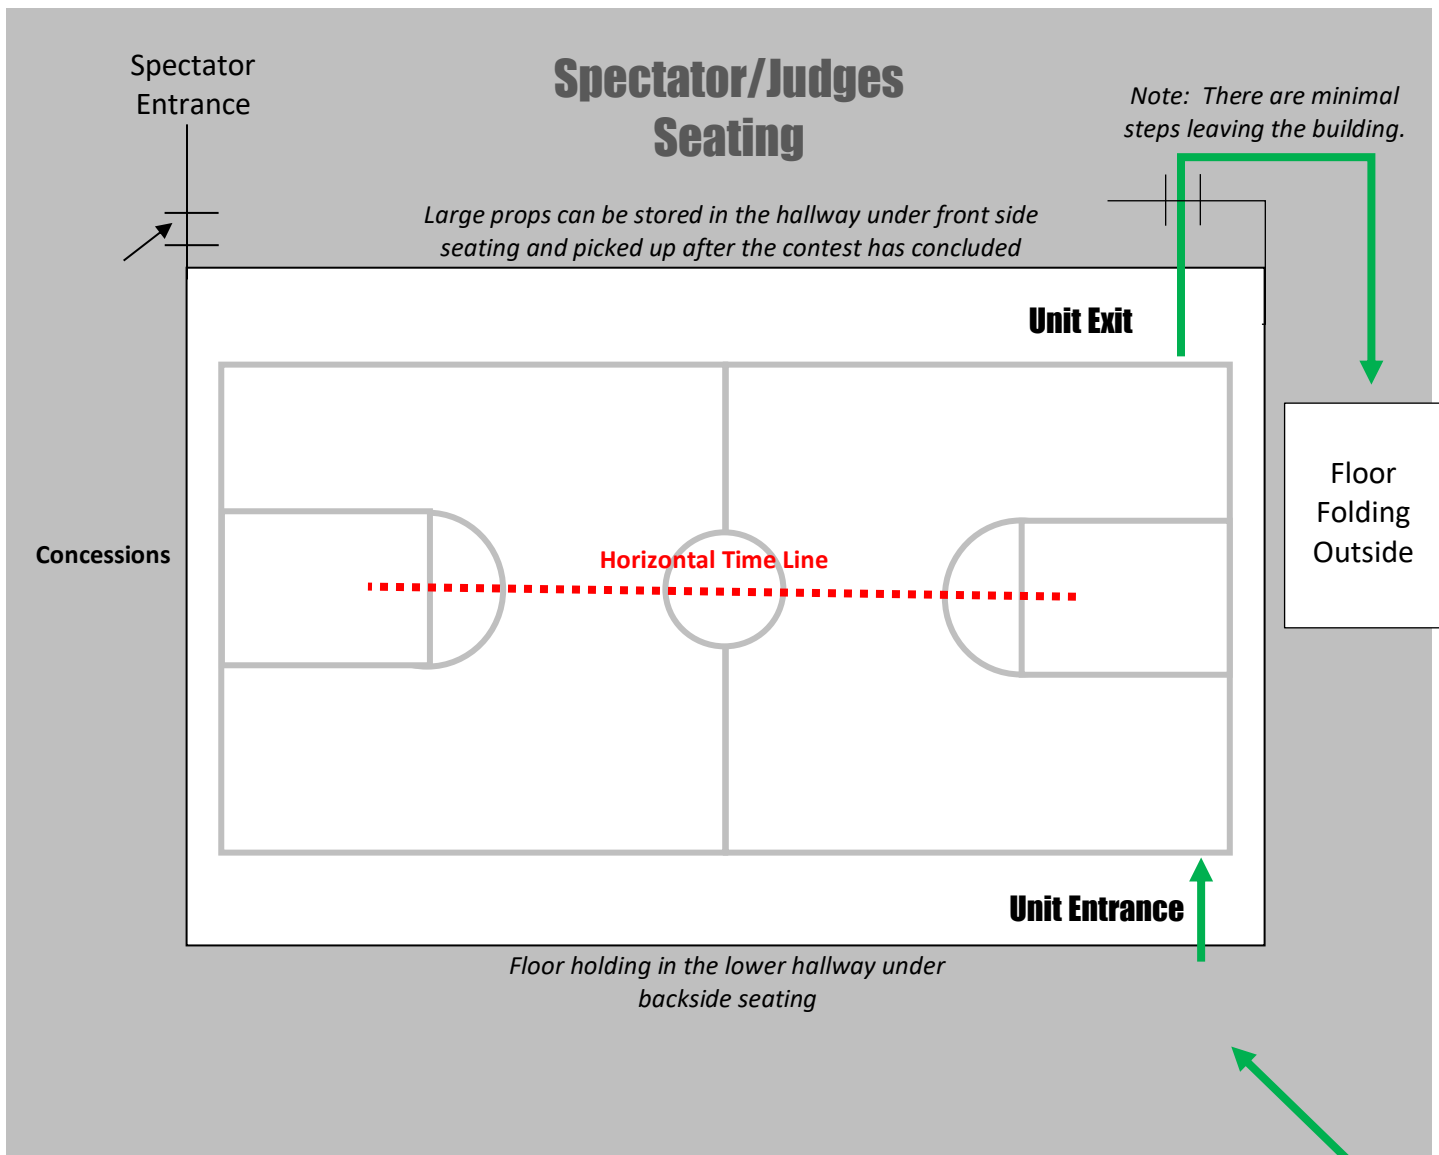 Spectator
Entrance
Spectator/Judges
Seating
Note:  There are minimal
steps leaving the building.
Large props can be stored in the hallway under front side
seating and picked up after the contest has concluded
Unit Exit
Floor
Folding
Outside
Concessions
Horizontal Time Line
Unit Entrance
Floor holding in the lower hallway under
backside seating